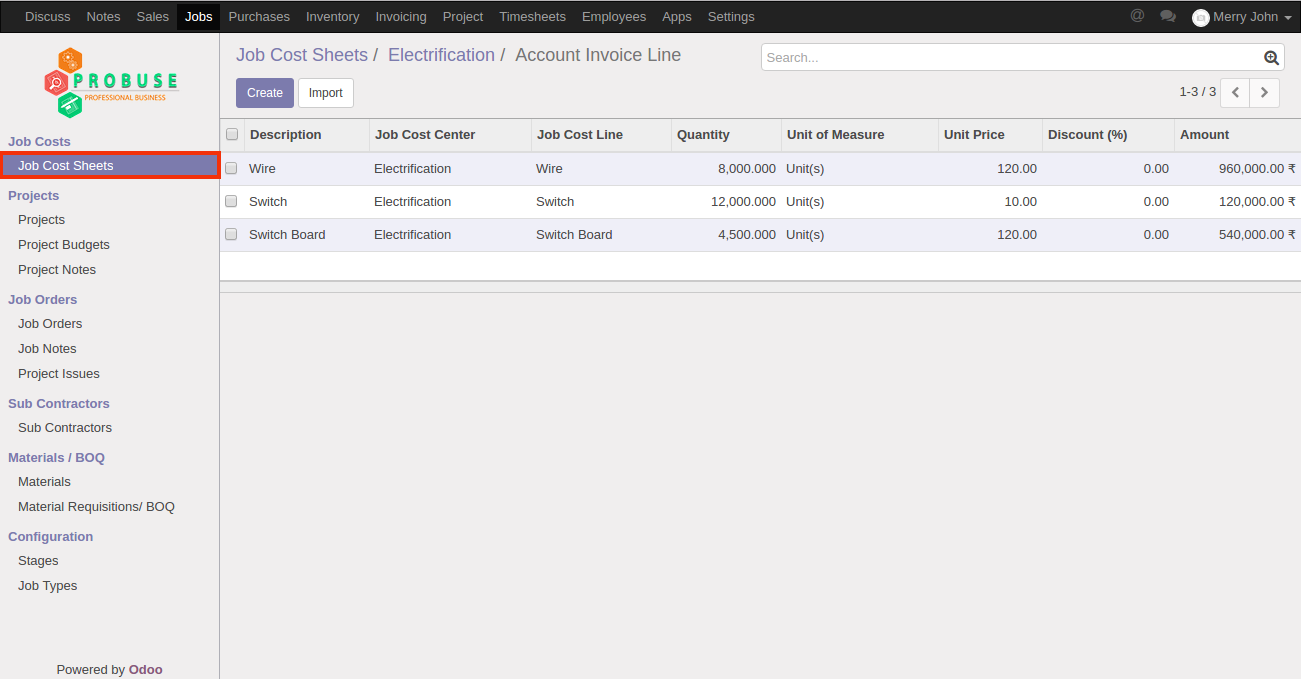 Discuss Notes Sales Jobs Purchases Inventory Invoicing Project Timesheets Employees Apps Settings @ Merry John
PROBUSE
PROFESSIONAL BUSINESS
Job Costs
Job Cost Sheets
Projects
Projects
Project Budgets
Project Notes
Job Orders
Job Orders
Job Notes
Project Issues
Sub Contractors
Sub Contractors
Materials / BOQ
Materials
Material Requisitions/ BOQ
Configuration
Stages
Job Types
Powered by Odoo
Job Cost Sheets / Electrification / Account Invoice Line
Search...
Create Import
1-3 / 3
Description Job Cost Center Job Cost Line Quantity Unit of Measure Unit Price Discount (%) Amount
Wire Electrification Wire 8,000.000 Unit(s) 120.00 0.00 960,000.00 ₹
Switch Electrification Switch 12,000.000 Unit(s) 10.00 0.00 120,000.00 ₹
Switch Board Electrification Switch Board 4,500.000 Unit(s) 120.00 0.00 540,000.00 ₹